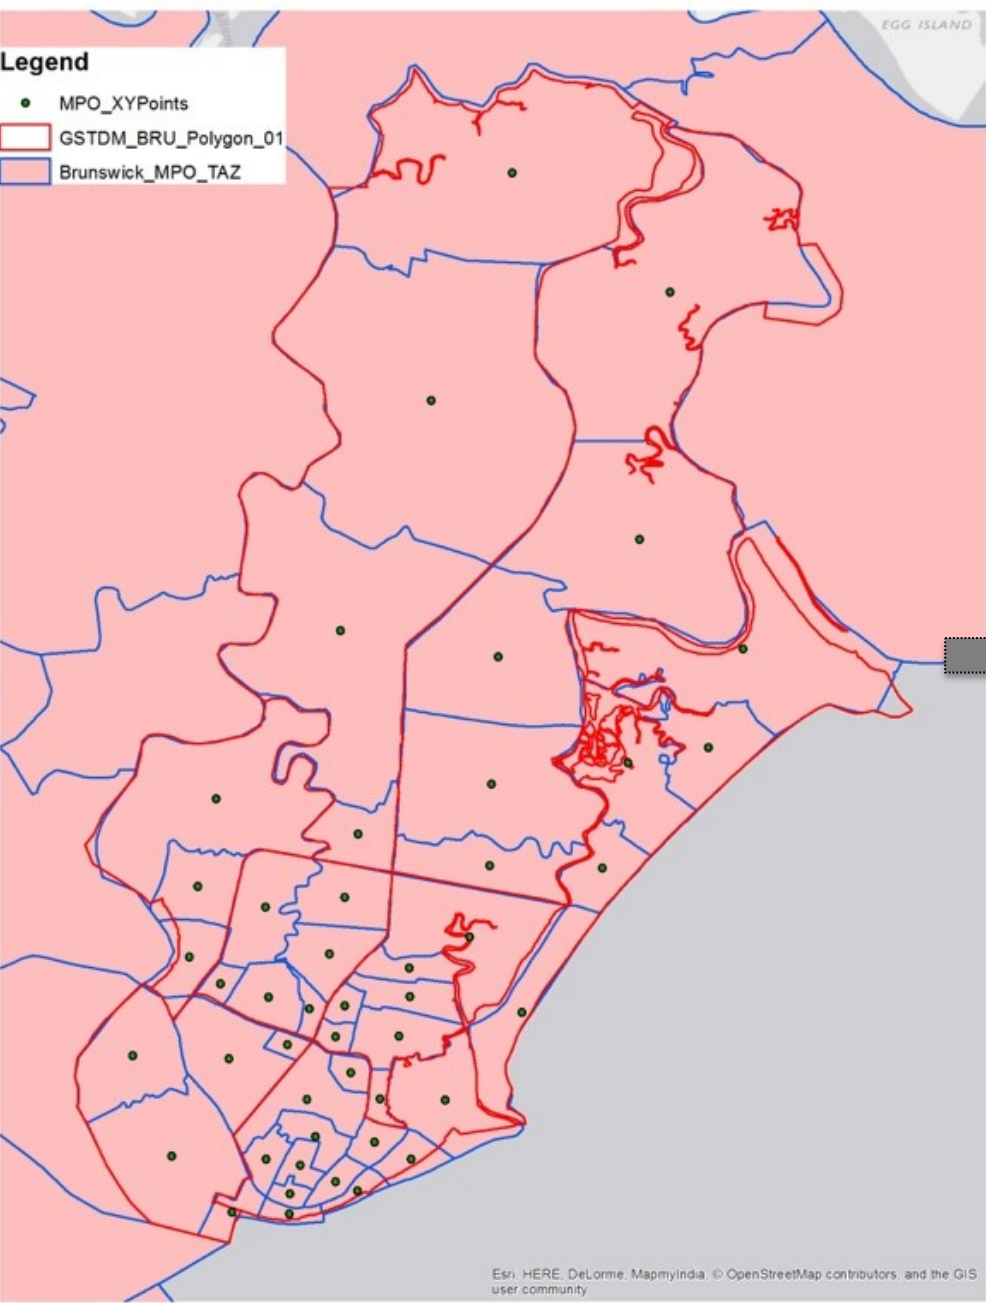 EGG ISLAND
Legend
MPO_XYPoints
GSTDM_BRU_Polygon_01
Brunswick_MPO_TAZ
Esri, HERE, DeLorme, MapmyIndia, © OpenStreetMap contributors, and the GIS
user community